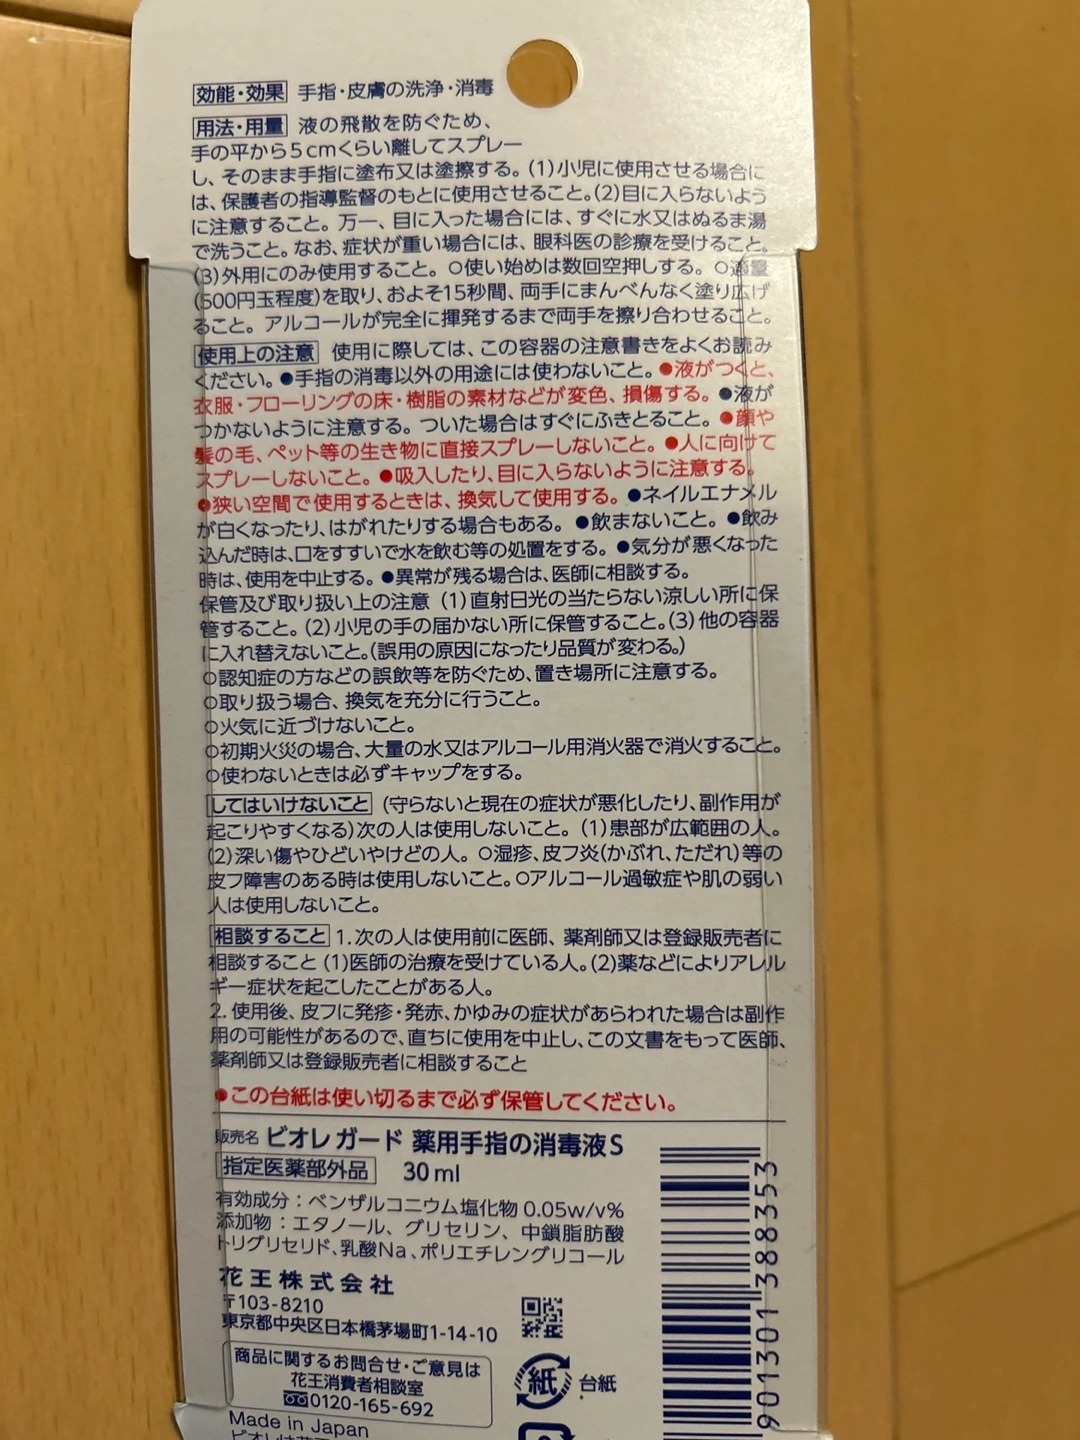 効能・効果 手指・皮膚の洗浄・消毒
用法・用量 液の飛散を防ぐため、
手の平から5cmくらい離してスプレー
し、そのまま手指に塗布又は塗擦する。(1)小児に使用させる場合に
は、保護者の指導監督のもとに使用させること。(2)目に入らないよう
に注意すること。万一、目に入った場合には、すぐに水又はぬるま湯
で洗うこと。なお、症状が重い場合には、眼科医の診療を受けること。
(3)外用にのみ使用すること。○使い始めは数回空押しする。○適量
(500円玉程度)を取り、およそ15秒間、両手にまんべんなく塗り広げ
ること。アルコールが完全に揮発するまで両手を擦り合わせること。
使用上の注意 使用に際しては、この容器の注意書きをよくお読み
ください。●手指の消毒以外の用途には使わないこと。●液がつくと、
衣服・フローリングの床・樹脂の素材などが変色、損傷する。●液が
つかないように注意する。ついた場合はすぐにふきとること。●顔や
髪の毛、ペット等の生き物に直接スプレーしないこと。●人に向けて
スプレーしないこと。●吸入したり、目に入らないように注意する。
●狭い空間で使用するときは、換気して使用する。●ネイルエナメル
が白くなったり、はがれたりする場合もある。●飲まないこと。●飲み
込んだ時は、口をすすいで水を飲む等の処置をする。●気分が悪くなった
時は、使用を中止する。●異常が残る場合は、医師に相談する。
保管及び取り扱い上の注意 (1)直射日光の当たらない涼しい所に保
管すること。(2)小児の手の届かない所に保管すること。(3)他の容器
に入れ替えないこと。(誤用の原因になったり品質が変わる。)
○認知症の方などの誤飲等を防ぐため、置き場所に注意する。
○取り扱う場合、換気を充分に行うこと。
○火気に近づけないこと。
○初期火災の場合、大量の水又はアルコール用消火器で消火すること。
○使わないときは必ずキャップをする。
してはいけないこと (守らないと現在の症状が悪化したり、副作用が
起こりやすくなる)次の人は使用しないこと。(1)患部が広範囲の人。
(2)深い傷やひどいやけどの人。○湿疹、皮フ炎(かぶれ、ただれ)等の
皮フ障害のある時は使用しないこと。○アルコール過敏症や肌の弱い
人は使用しないこと。
相談すること 1.次の人は使用前に医師、薬剤師又は登録販売者に
相談すること(1)医師の治療を受けている人。(2)薬などによりアレル
ギー症状を起こしたことがある人。
2.使用後、皮フに発疹・発赤、かゆみの症状があらわれた場合は副作
用の可能性があるので、直ちに使用を中止し、この文書をもって医師、
薬剤師又は登録販売者に相談すること
●この台紙は使い切るまで必ず保管してください。
販売名 ビオレガード 薬用手指の消毒液S
指定医薬部外品 30ml
有効成分：ベンザルコニウム塩化物 0.05w/v%
添加物：エタノール、グリセリン、中鎖脂肪酸
トリグリセリド、乳酸Na、ポリエチレングリコール
花王株式会社
〒103-8210
東京都中央区日本橋茅場町1-14-10
商品に関するお問合せ・ご意見は
花王消費者相談室
0120-165-692
Made in Japan
紙 台紙
901301 388353